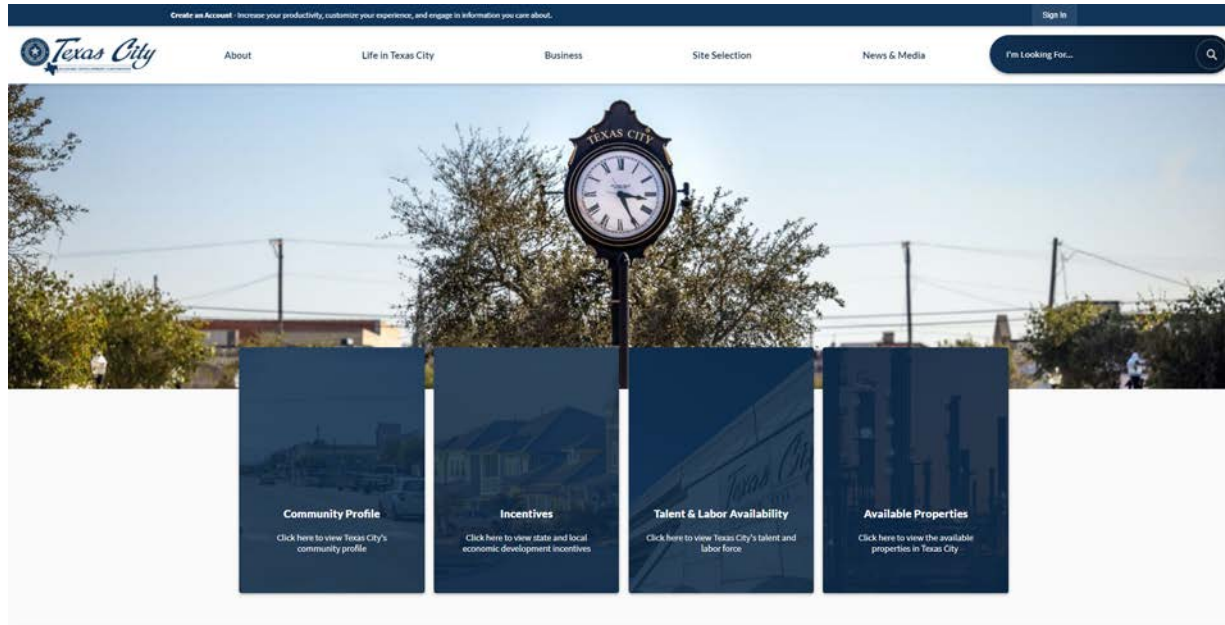 Create an Account - Increase your productivity, customize your experience, and engage in information you care about.
Sign In
Texas City
About
Life in Texas City
Business
Site Selection
News & Media
I'm Looking For...
TEXAS CITY
Community Profile
Click here to view Texas City's
community profile
Incentives
Click here to view state and local
economic development incentives
Texas City
Talent & Labor Availability
Click here to view Texas City's talent and
labor force
Available Properties
Click here to view the available
properties in Texas City